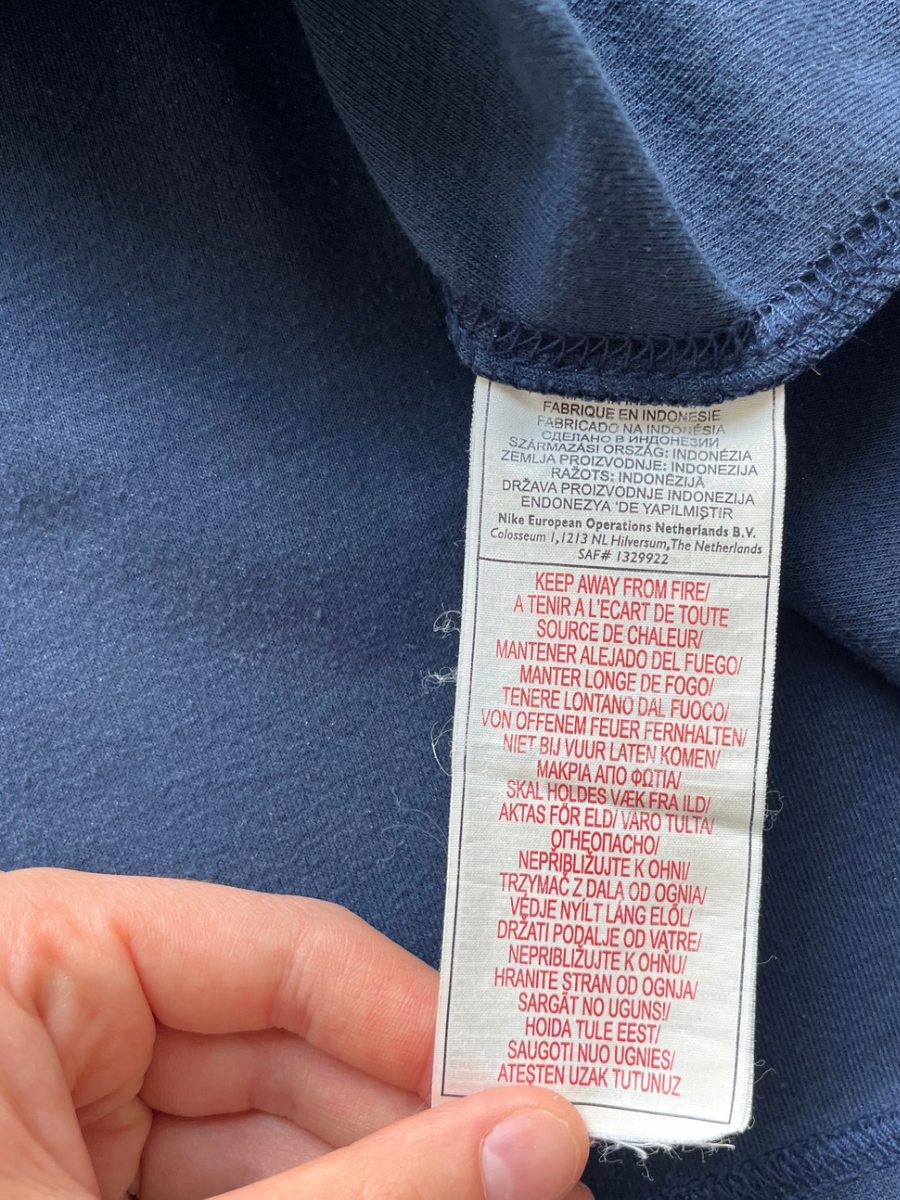 FABRIQUE EN INDONESIE
FABRICADO NA INDONÉSIA
СДЕЛАНО В ИНДОНЕЗИИ
SZÁRMAZÁSI ORSZÁG: INDONÉZIA
ZEMLJA PROIZVODNJE: INDONEZIJA
RAŽOTS: INDONĒZIJĀ
DRŽAVA PROIZVODNJE INDONEZIJA
ENDONEZYA 'DE YAPILMIŞTIR
Nike European Operations Netherlands B.V.
Colosseum 1,1213 NL Hilversum,The Netherlands
SAF# 1329922
KEEP AWAY FROM FIRE/
A TENIR A L'ECART DE TOUTE
SOURCE DE CHALEUR/
MANTENER ALEJADO DEL FUEGO/
MANTER LONGE DE FOGO/
TENERE LONTANO DAL FUOCO/
VON OFFENEM FEUER FERNHALTEN/
NIET BIJ VUUR LATEN KOMEN/
ΜΑΚΡΙΑ ΑΠΟ ΦΩΤΙΑ/
SKAL HOLDES VÆK FRA ILD/
AKTAS FÖR ELD/ VARO TULTA/
ОГНЕОПАСНО/
NEPŘIBLIŽUJTE K OHNI/
TRZYMAĆ Z DALA OD OGNIA/
VÉDJE NYÍLT LÁNG ELŐL/
DRŽATI PODALJE OD VATRE/
NEPRIBLIŽUJTE K OHŇU/
HRANITE STRAN OD OGNJA/
SARGĀT NO UGUNS!/
HOIDA TULE EEST/
SAUGOTI NUO UGNIES/
ATEŞTEN UZAK TUTUNUZ